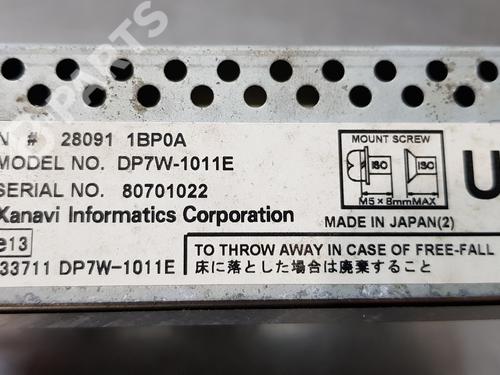 N # 28091 1BP0A
MODEL NO. DP7W-1011E
SERIAL NO. 80701022
Xanavi Informatics Corporation
e13
33711 DP7W-1011E
MOUNT SCREW
ISO ISO
M5×8mmMAX
MADE IN JAPAN(2)
U
TO THROW AWAY IN CASE OF FREE-FALL
床に落とした場合は廃棄すること